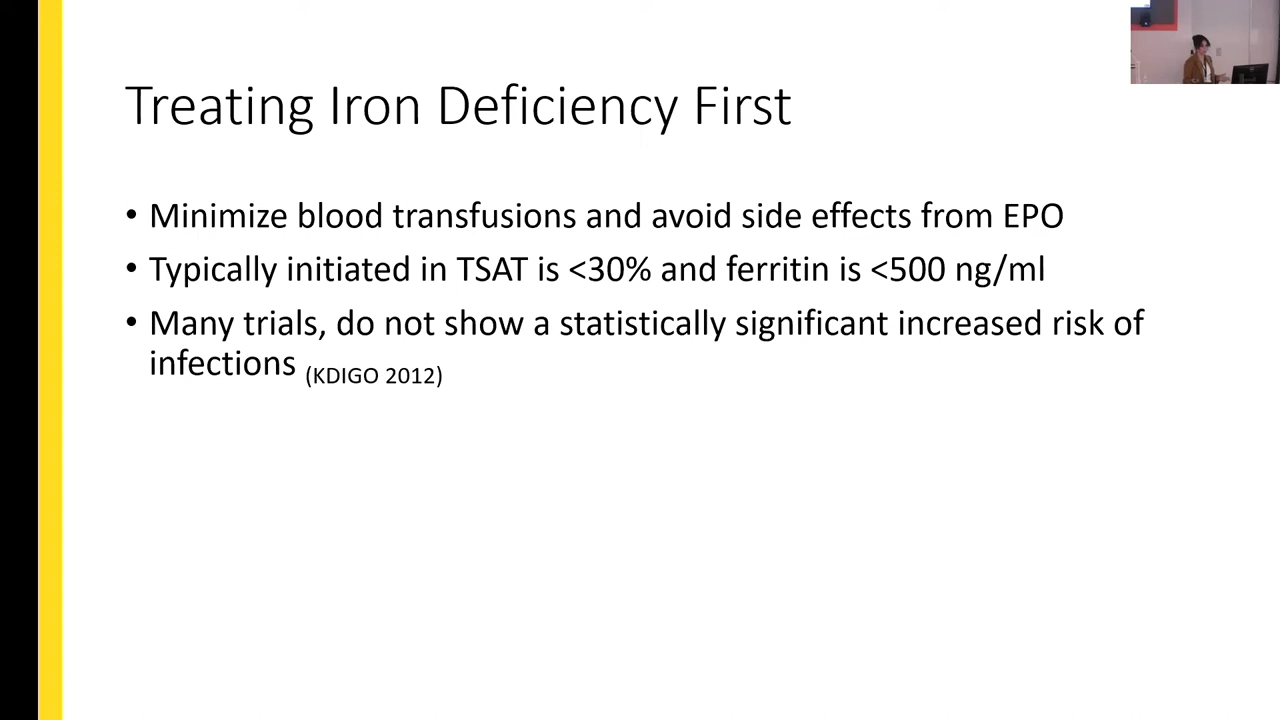 Treating Iron Deficiency First
• Minimize blood transfusions and avoid side effects from EPO
• Typically initiated in TSAT is <30% and ferritin is <500 ng/ml
• Many trials, do not show a statistically significant increased risk of
infections (KDIGO 2012)